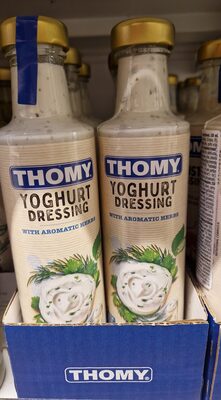 THOMY
YOGHURT
DRESSING
WITH AROMATIC HERBS
THOMY
YOGHURT
DRESSING
WITH AROMATIC HERBS
THOMY®